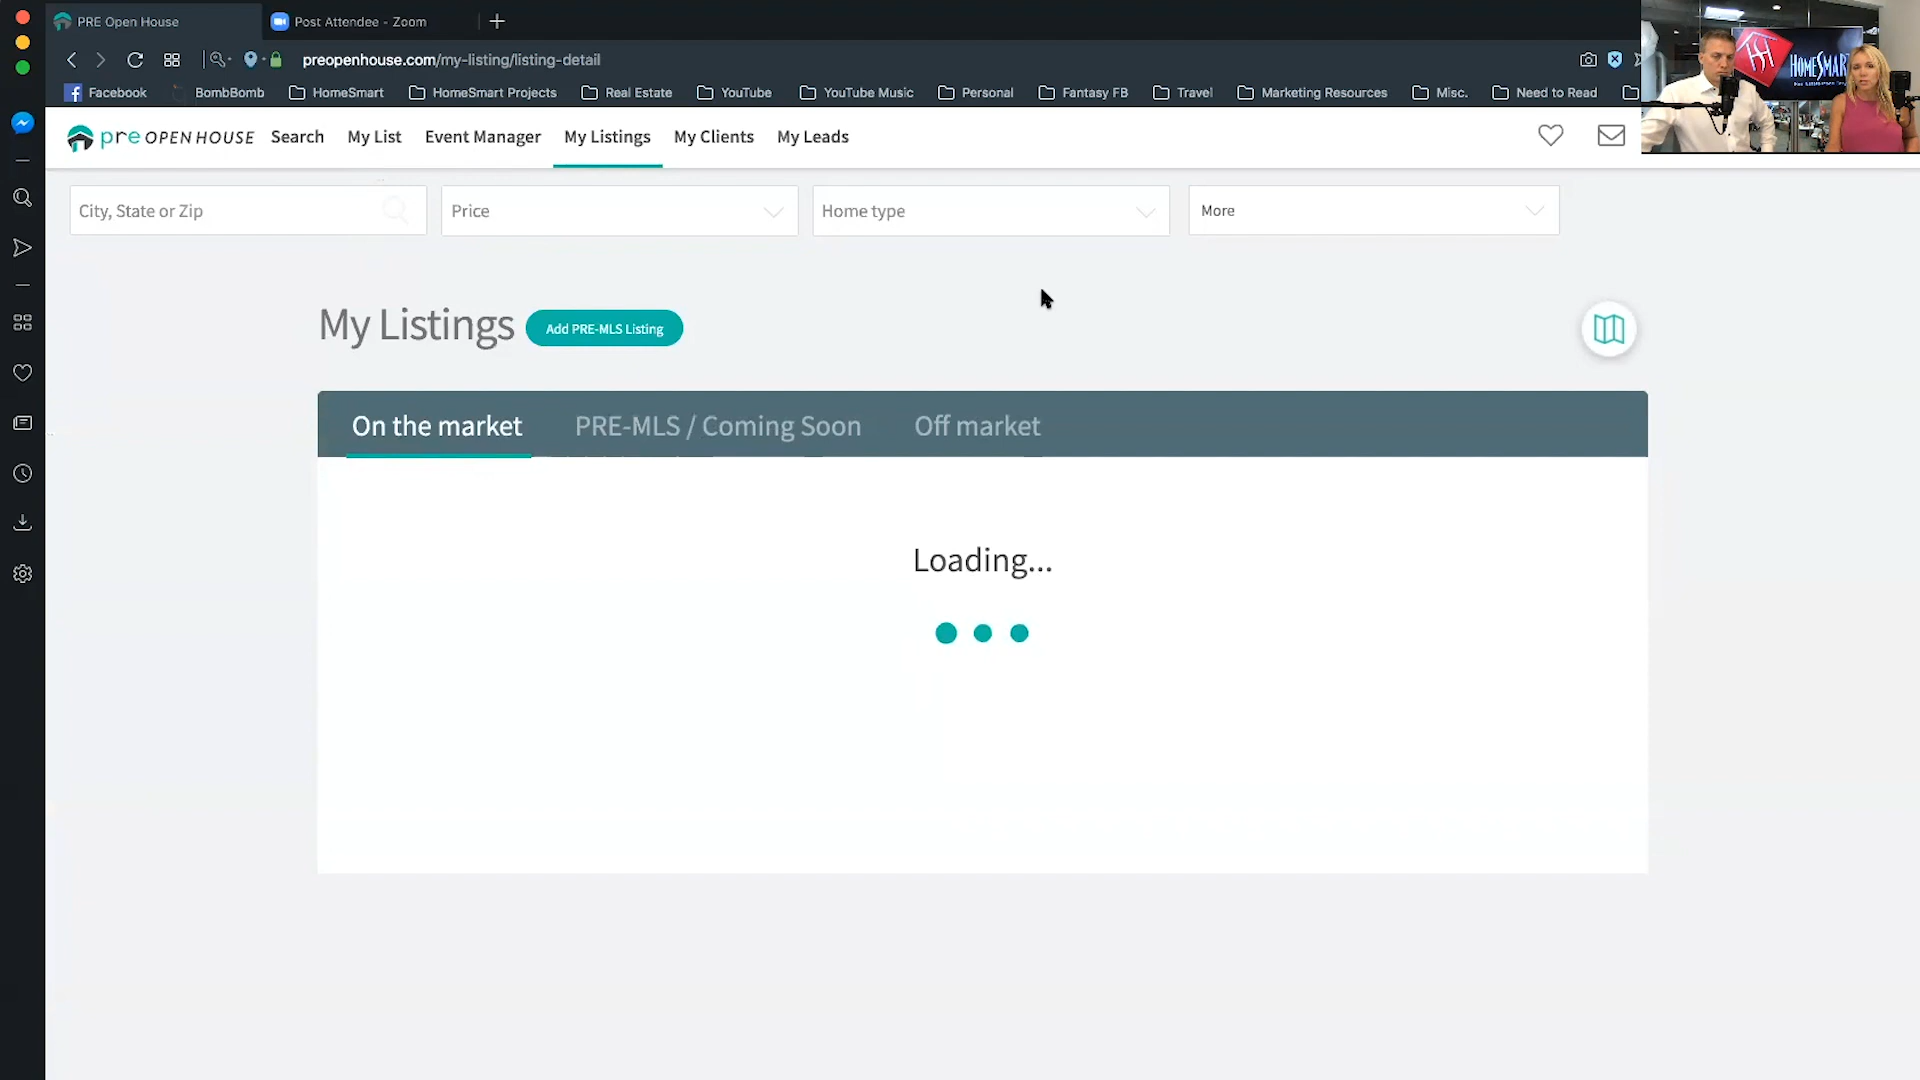 PRE Open House
Post Attendee - Zoom
preopenhouse.com/my-listing/listing-detail
Facebook
BombBomb
HomeSmart
HomeSmart Projects
Real Estate
YouTube
YouTube Music
Personal
Fantasy FB
Travel
Marketing Resources
Misc.
Need to Read
pre OPEN HOUSE
Search
My List
Event Manager
My Listings
My Clients
My Leads
City, State or Zip
Price
Home type
More
My Listings
Add PRE-MLS Listing
On the market
PRE-MLS / Coming Soon
Off market
Loading...